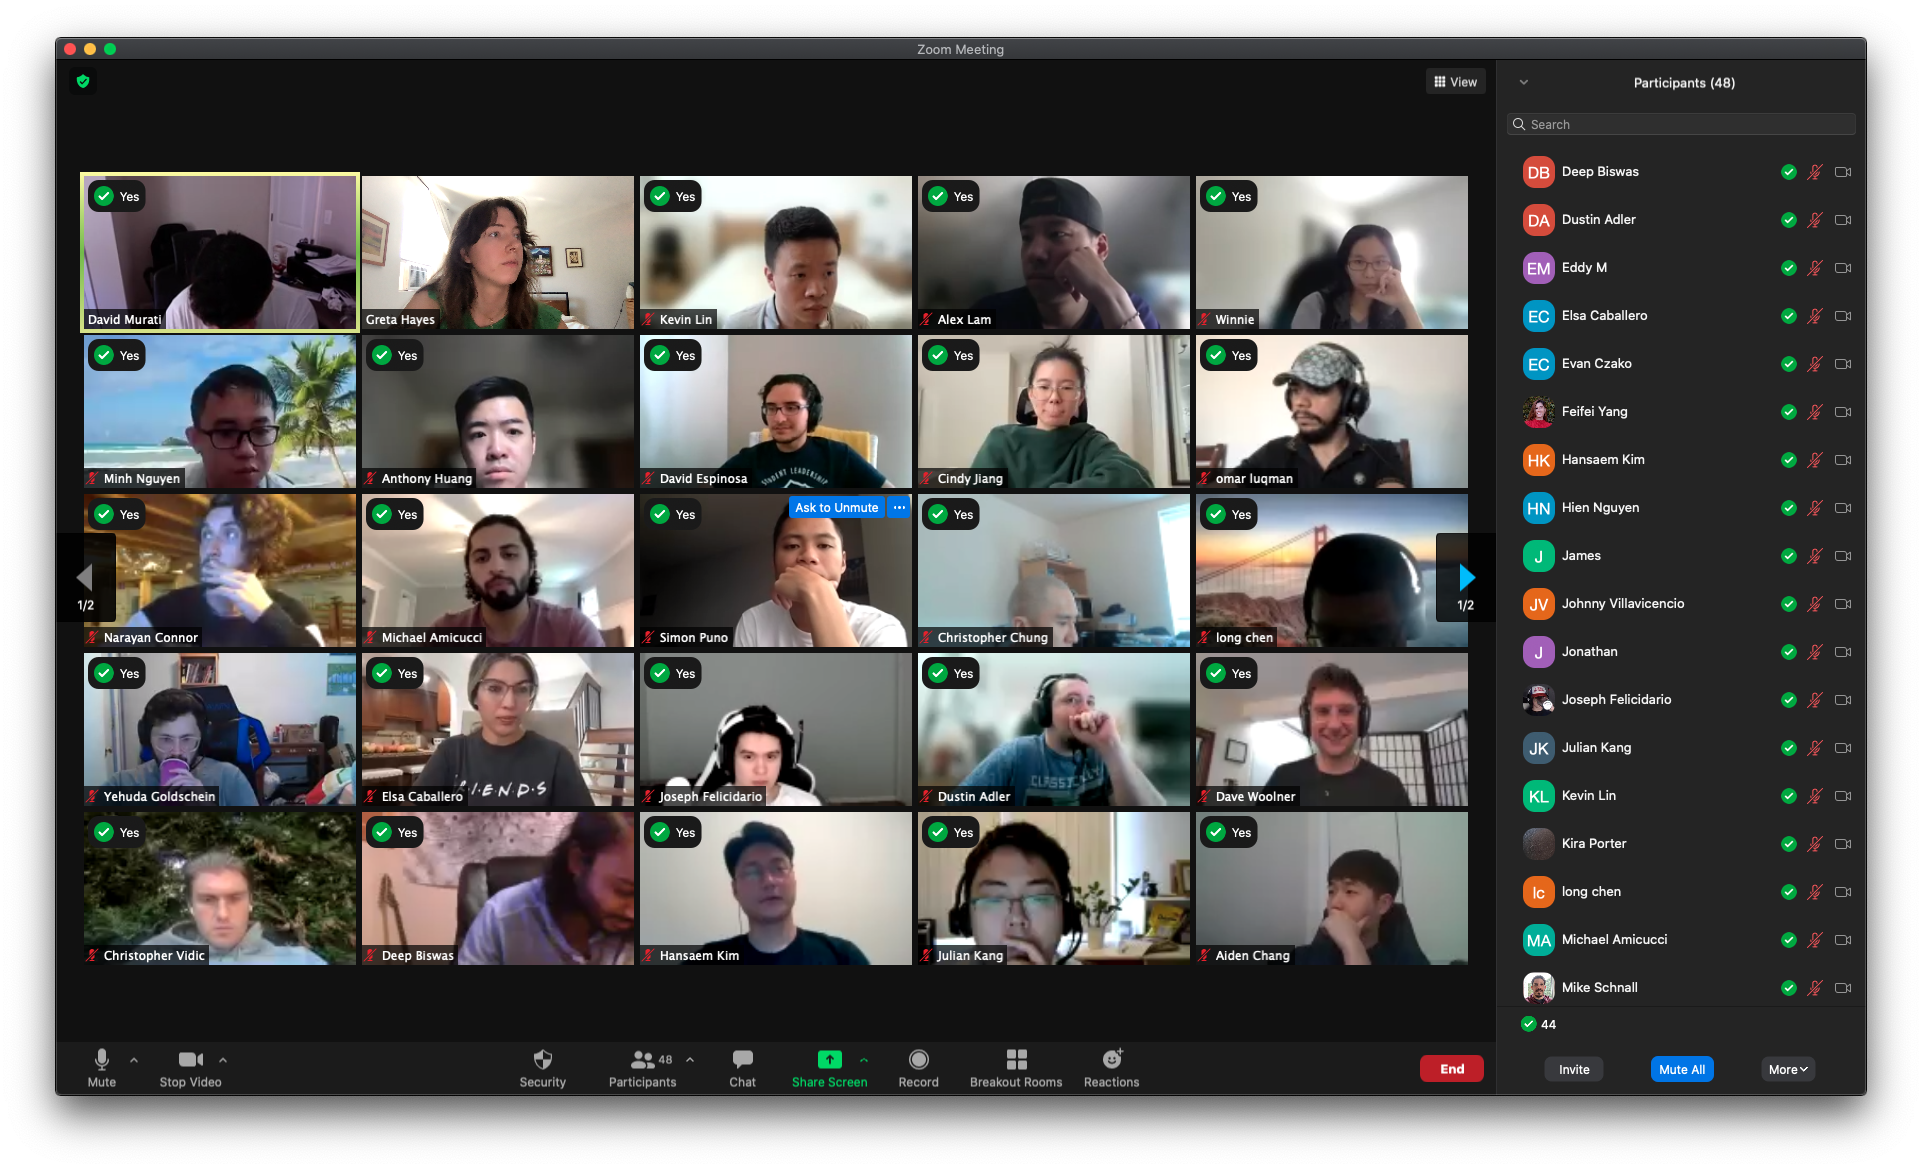 Zoom Meeting
View
Yes
David Murati
Greta Hayes
Yes
Kevin Lin
Yes
Alex Lam
Yes
Winnie
Yes
Minh Nguyen
Yes
Anthony Huang
Yes
STUDENT LEADERSHIP
David Espinosa
Yes
Cindy Jiang
Yes
omar luqman
Yes
Narayan Connor
Yes
Michael Amicucci
Yes
Ask to Unmute ...
Simon Puno
Yes
Christopher Chung
Yes
long chen
1/2
1/2
Yes
Yehuda Goldschein
Yes
F·R·I·E·N·D·S
Elsa Caballero
Yes
Joseph Felicidario
Yes
CLASSICALLY
Dustin Adler
Yes
Dave Woolner
Yes
Christopher Vidic
Yes
Deep Biswas
Yes
Hansaem Kim
Yes
Julian Kang
Yes
Aiden Chang
Mute
Stop Video
Security
48
Participants
Chat
Share Screen
Record
Breakout Rooms
Reactions
End
Participants (48)
Search
DB Deep Biswas
DA Dustin Adler
EM Eddy M
EC Elsa Caballero
EC Evan Czako
Feifei Yang
HK Hansaem Kim
HN Hien Nguyen
J James
JV Johnny Villavicencio
J Jonathan
Joseph Felicidario
JK Julian Kang
KL Kevin Lin
Kira Porter
lc long chen
MA Michael Amicucci
Mike Schnall
44
Invite
Mute All
More